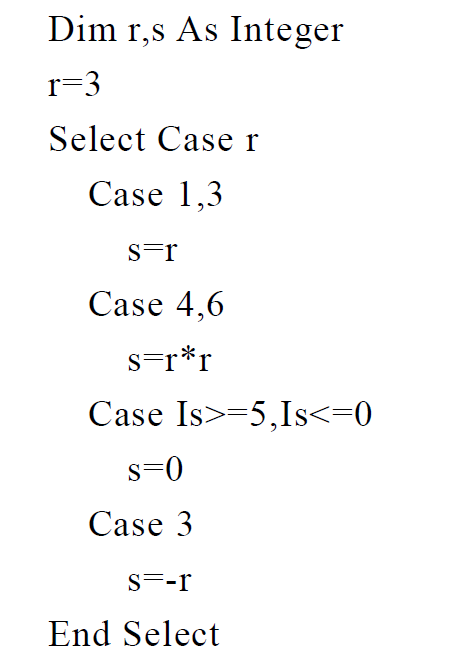 Dim r,s As Integer
r=3
Select Case r
Case 1,3
s=r
Case 4,6
s=r*r
Case Is>=5,Is<=0
s=0
Case 3
s=-r
End Select